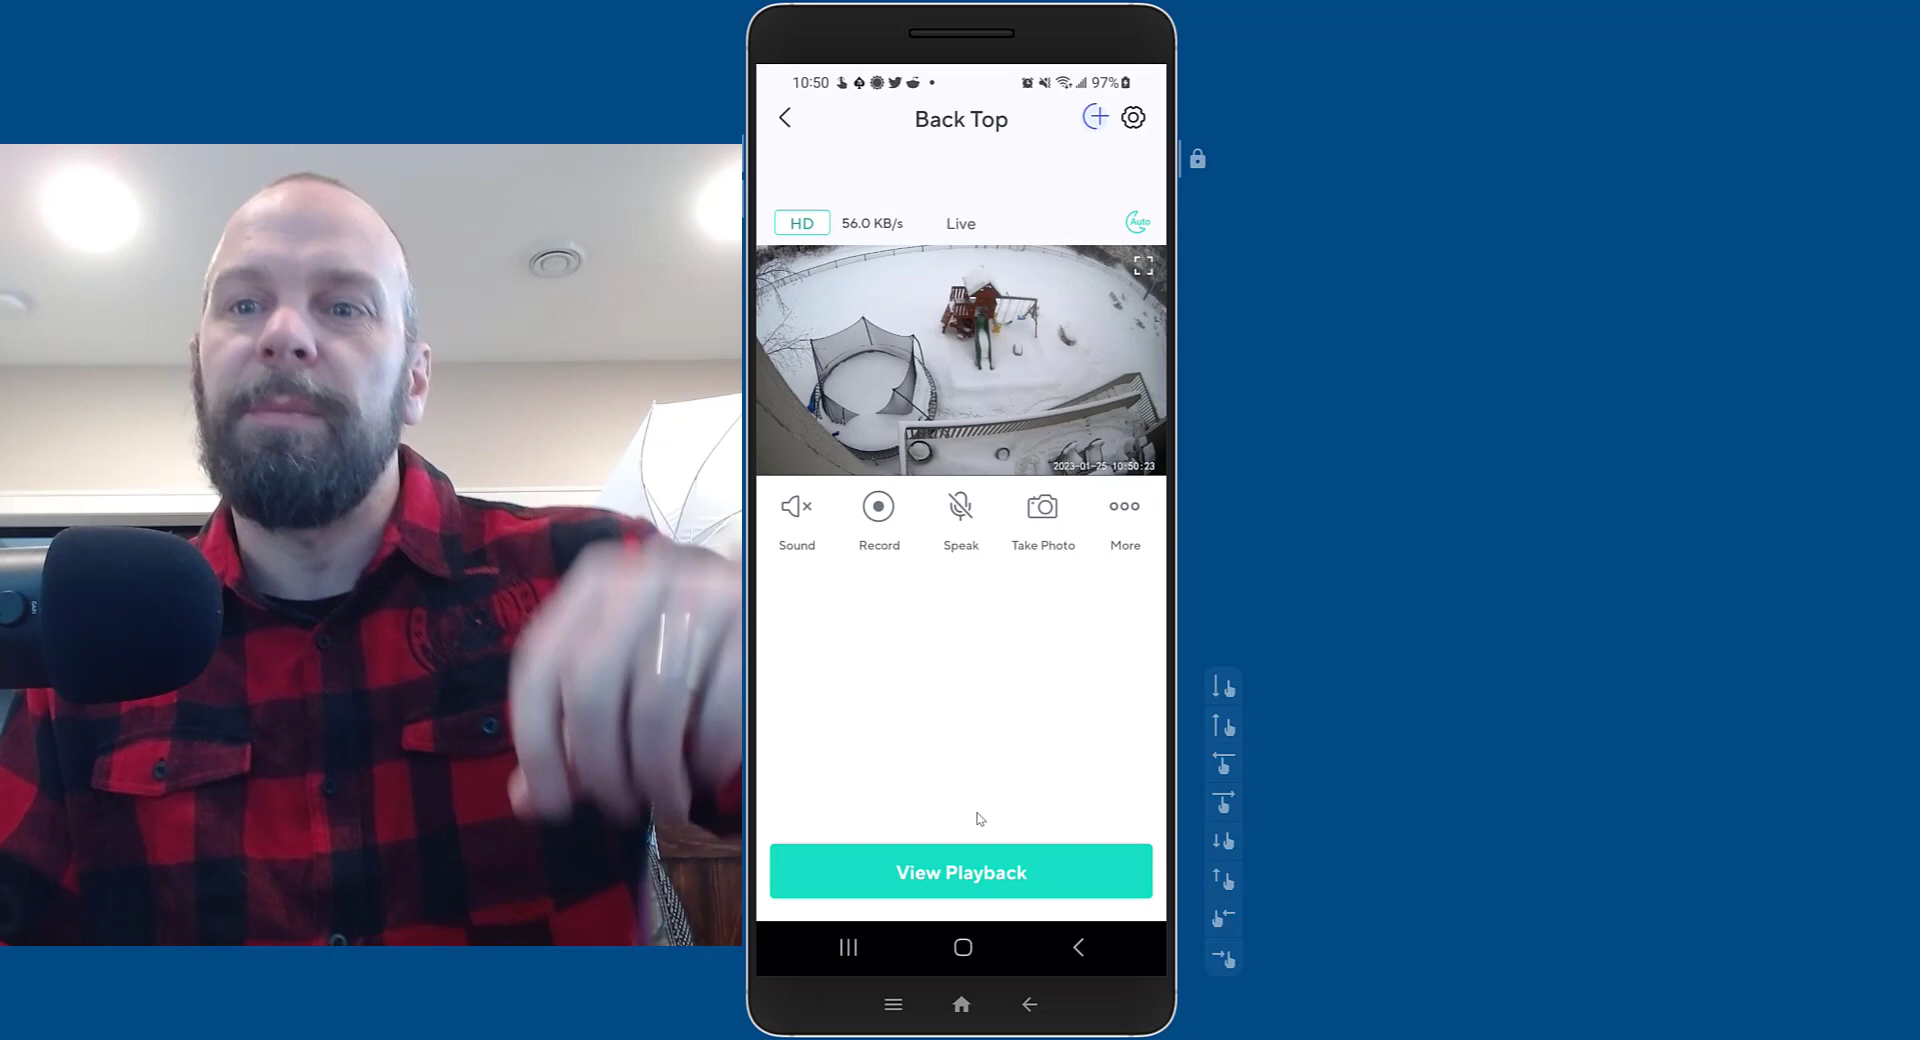 10:50
97%
Back Top
HD 56.0 KB/s Live Auto
2023-01-25 10:50:23
Sound Record Speak Take Photo More
View Playback